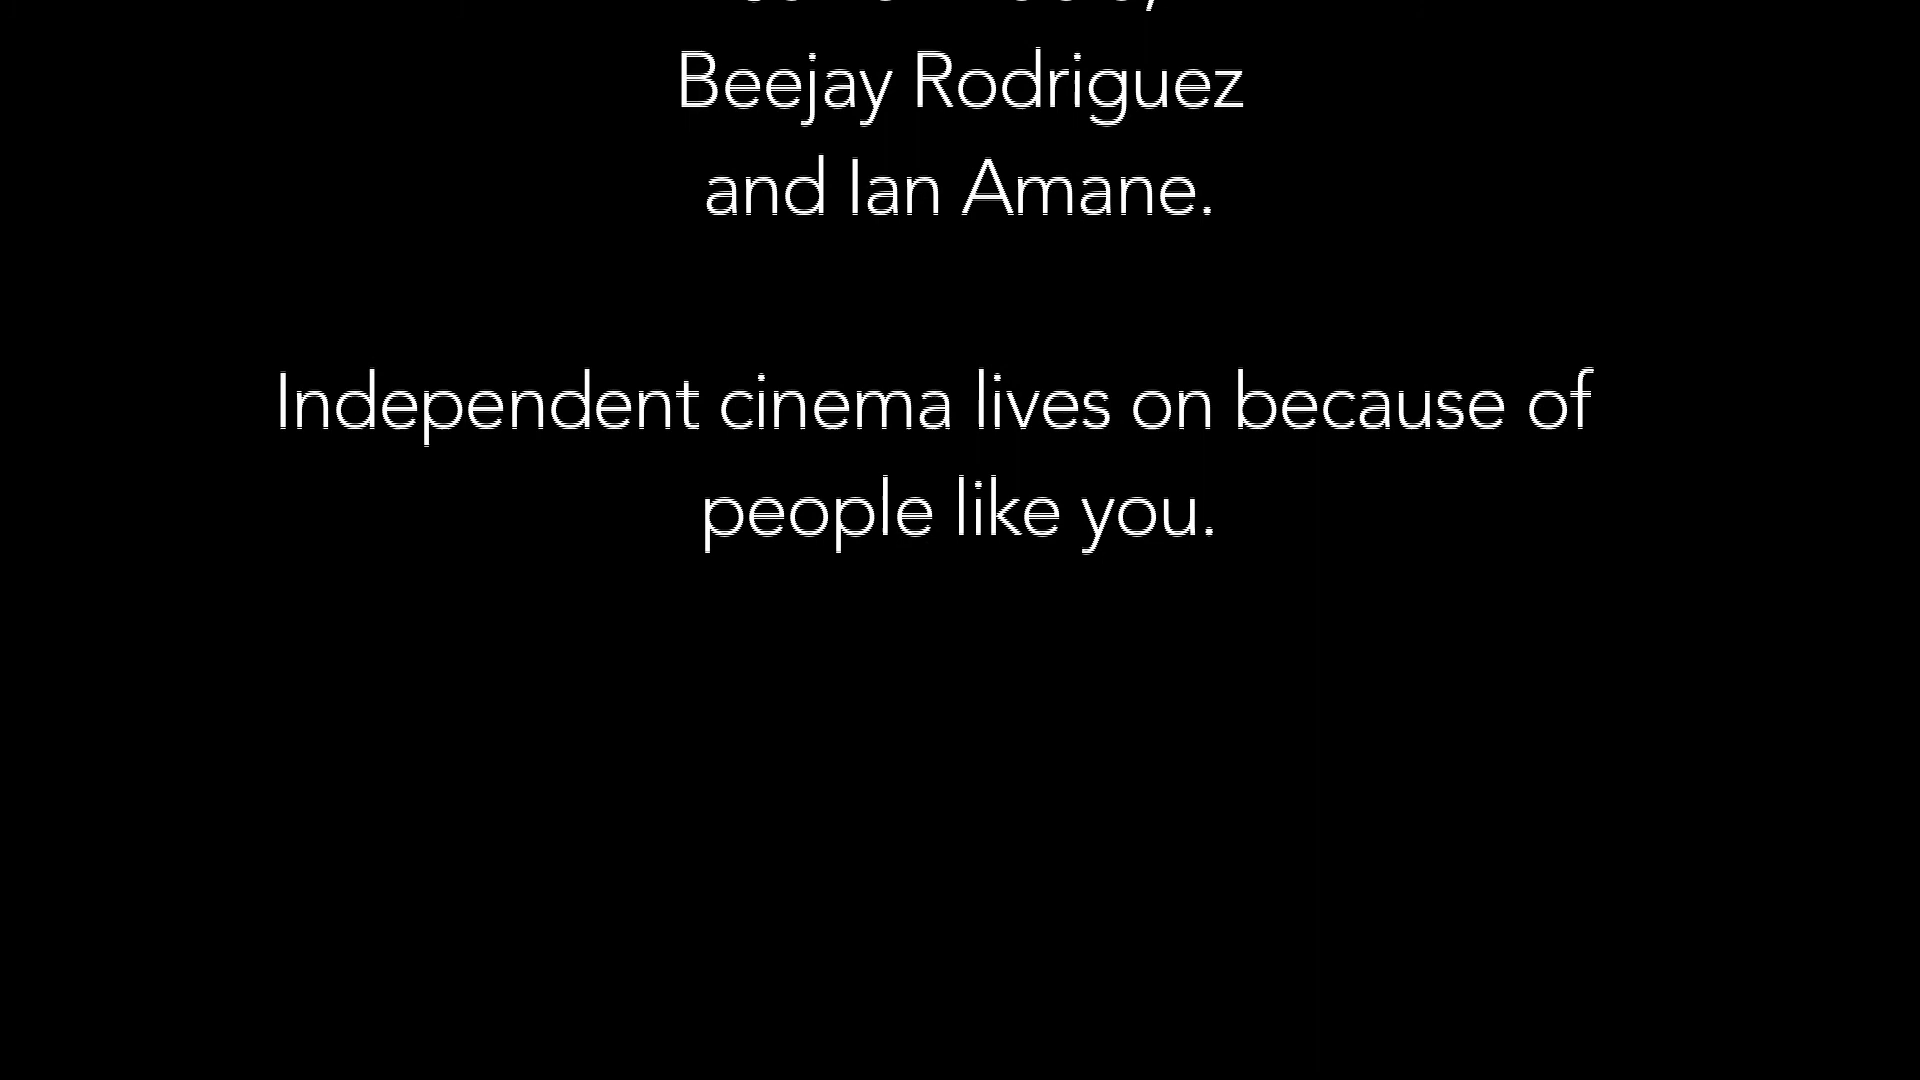 Beejay Rodriguez
and Ian Amane.
Independent cinema lives on because of
people like you.